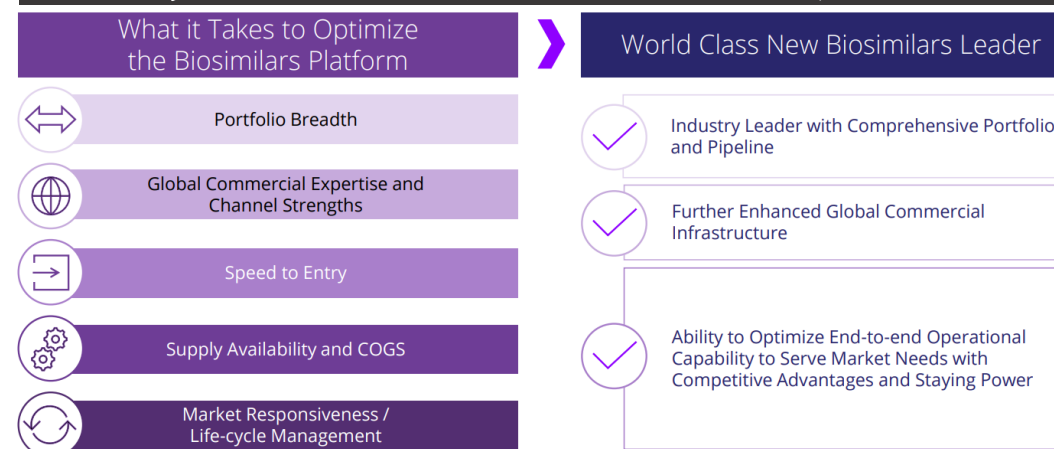 What it Takes to Optimize
the Biosimilars Platform
World Class New Biosimilars Leader
Portfolio Breadth
Global Commercial Expertise and
Channel Strengths
Speed to Entry
Supply Availability and COGS
Market Responsiveness /
Life-cycle Management
Industry Leader with Comprehensive Portfolio
and Pipeline
Further Enhanced Global Commercial
Infrastructure
Ability to Optimize End-to-end Operational
Capability to Serve Market Needs with
Competitive Advantages and Staying Power